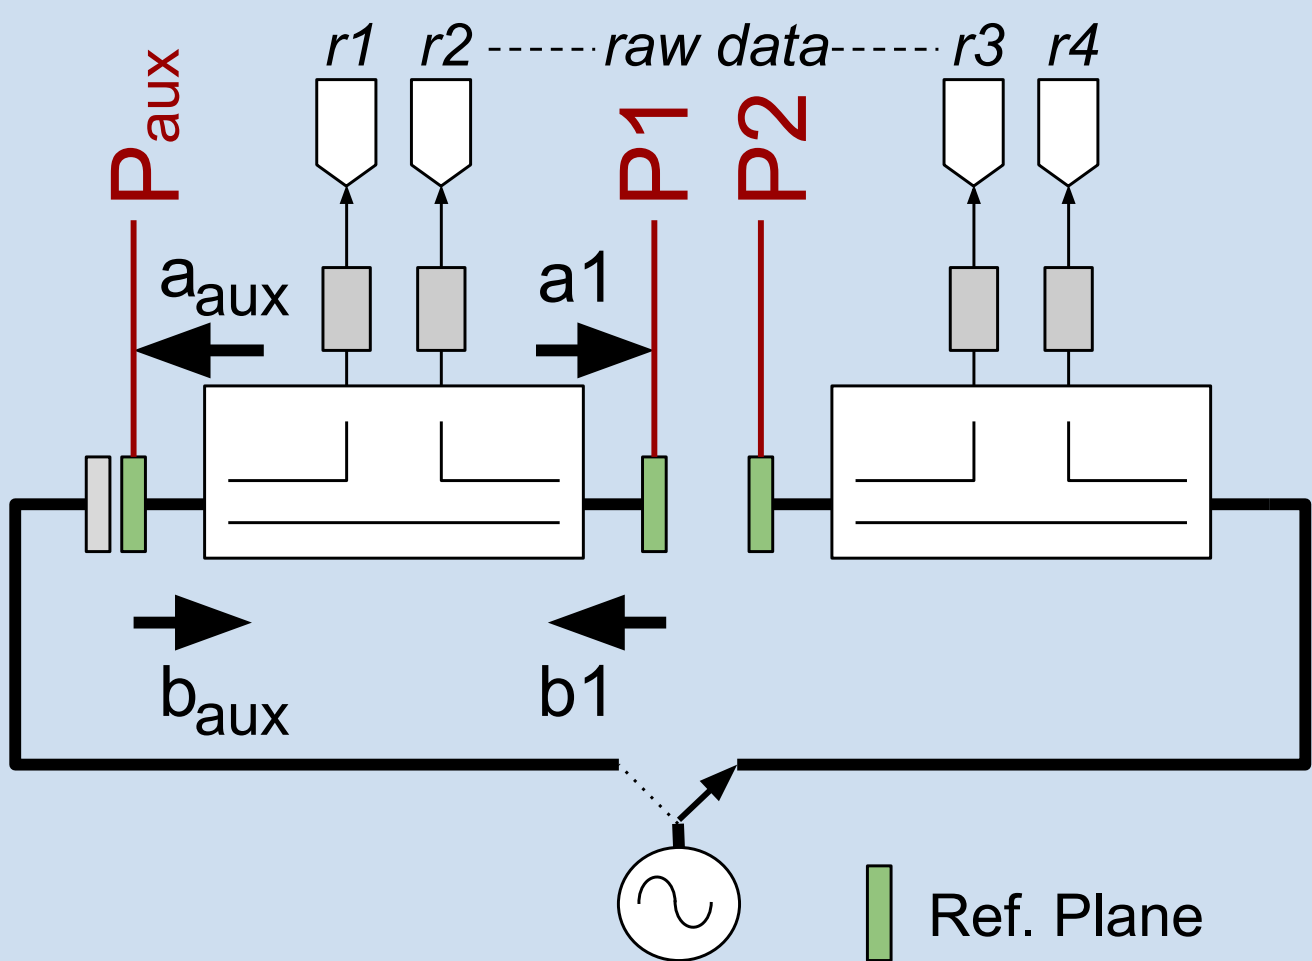 r1 r2 ------ raw data ------ r3 r4
Paux
P1
P2
aaux
a1
baux
b1
Ref. Plane